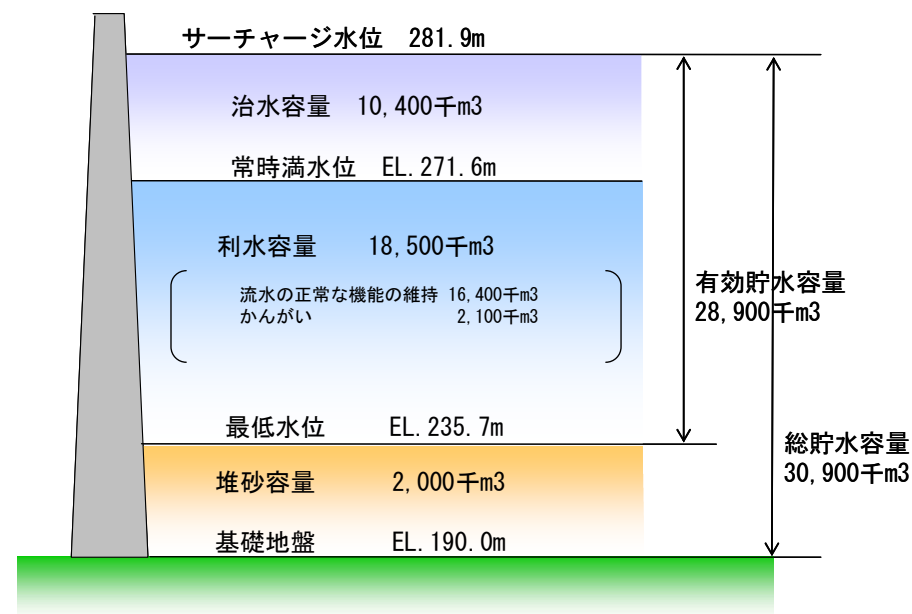 サーチャージ水位 281.9m
治水容量 10,400千m3
常時満水位 EL.271.6m
利水容量 18,500千m3
流水の正常な機能の維持 16,400千m3
かんがい 2,100千m3
有効貯水容量
28,900千m3
最低水位 EL.235.7m
総貯水容量
30,900千m3
堆砂容量 2,000千m3
基礎地盤 EL.190.0m